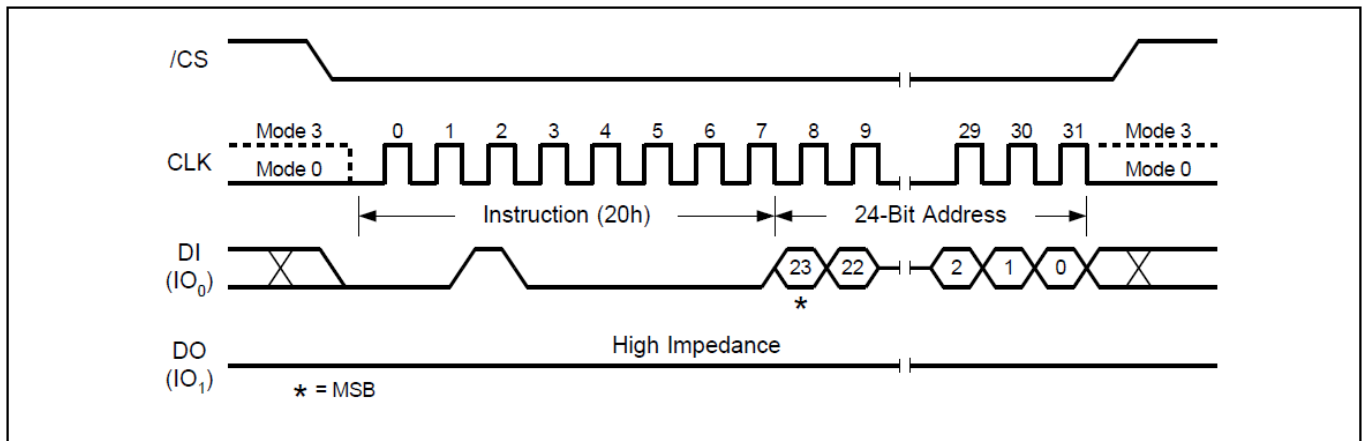 /CS
Mode 3 0 1 2 3 4 5 6 7 8 9 29 30 31 Mode 3
CLK
Mode 0 Mode 0
Instruction (20h) 24-Bit Address
DI
(IO₀)
23 22 2 1 0
*
High Impedance
DO
(IO₁)
* = MSB